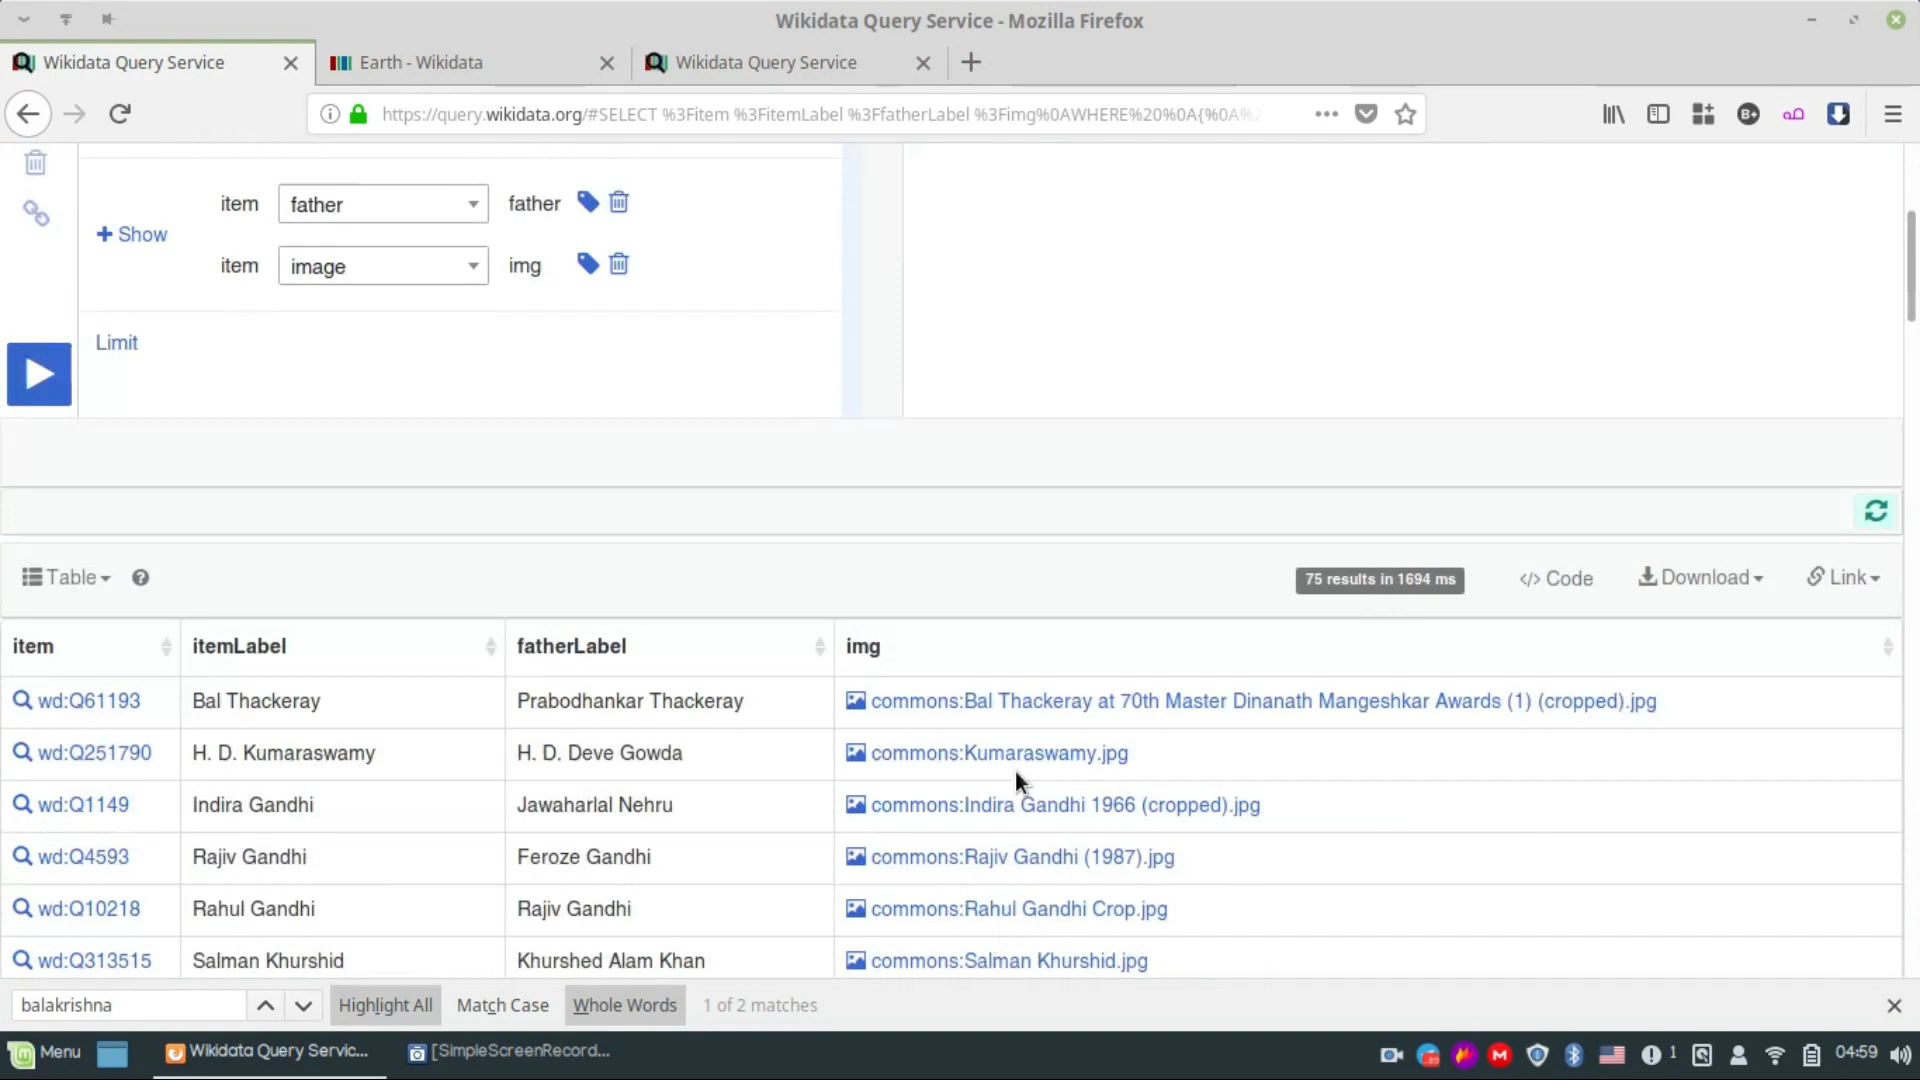 Wikidata Query Service - Mozilla Firefox
Wikidata Query Service
Earth - Wikidata
Wikidata Query Service
https://query.wikidata.org/#SELECT %3Fitem %3FitemLabel %3FfatherLabel %3Fimg%0AWHERE%20%0A{%0A%2
item father father
+ Show
item image img
Limit
Table
75 results in 1694 ms
</> Code
Download
Link
item itemLabel fatherLabel img
wd:Q61193 Bal Thackeray Prabodhankar Thackeray commons:Bal Thackeray at 70th Master Dinanath Mangeshkar Awards (1) (cropped).jpg
wd:Q251790 H. D. Kumaraswamy H. D. Deve Gowda commons:Kumaraswamy.jpg
wd:Q1149 Indira Gandhi Jawaharlal Nehru commons:Indira Gandhi 1966 (cropped).jpg
wd:Q4593 Rajiv Gandhi Feroze Gandhi commons:Rajiv Gandhi (1987).jpg
wd:Q10218 Rahul Gandhi Rajiv Gandhi commons:Rahul Gandhi Crop.jpg
wd:Q313515 Salman Khurshid Khurshed Alam Khan commons:Salman Khurshid.jpg
balakrishna Highlight All Match Case Whole Words 1 of 2 matches
Menu Wikidata Query Servic... [SimpleScreenRecord... 1 04:59